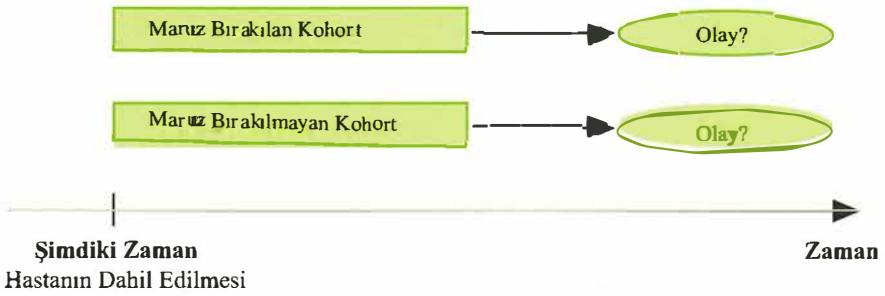 Maruz Bırakılan Kohort
Olay?
Maruz Bırakılmayan Kohort
Olay?
Şimdiki Zaman
Zaman
Hastanın Dahil Edilmesi